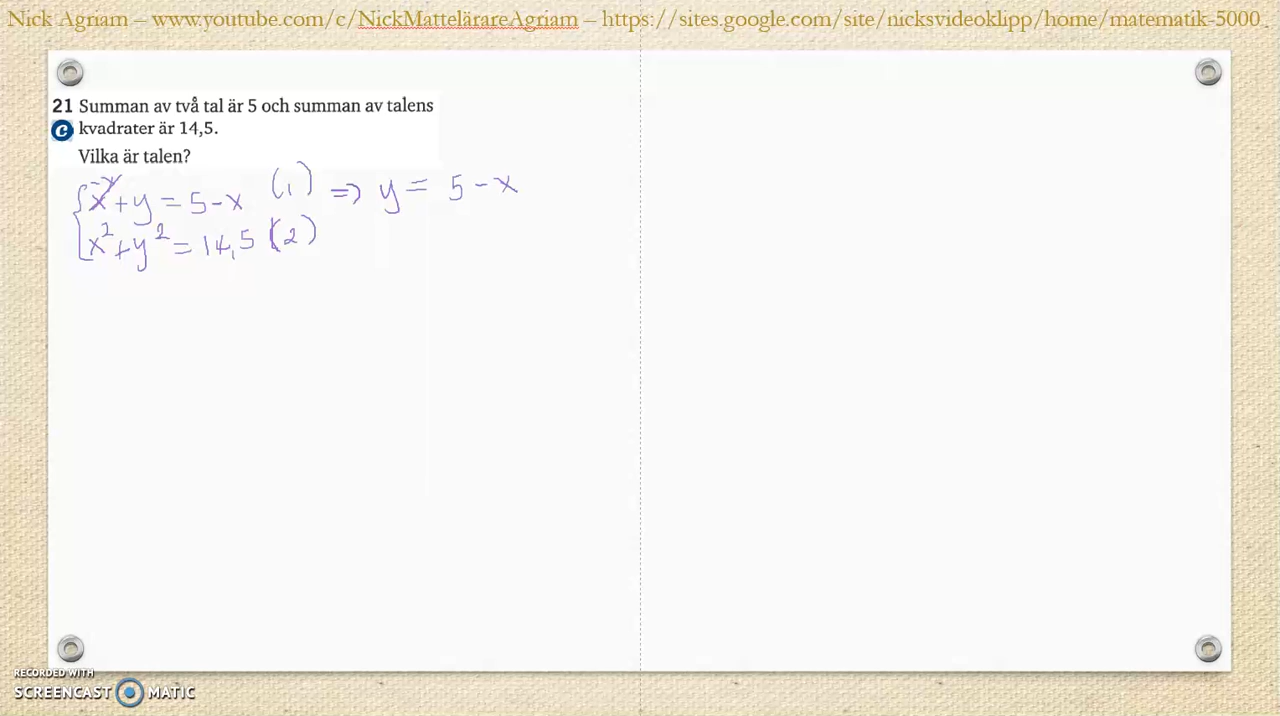 Nick Agriam – www.youtube.com/c/NickMattelärareAgriam – https://sites.google.com/site/nicksvideoklipp/home/matematik-5000 .
21 Summan av två tal är 5 och summan av talens
C kvadrater är 14,5.
Vilka är talen?
x -x + y = 5 - x (1) => y = 5 - x
x² + y² = 14,5 (2)
RECORDED WITH
SCREENCAST MATIC